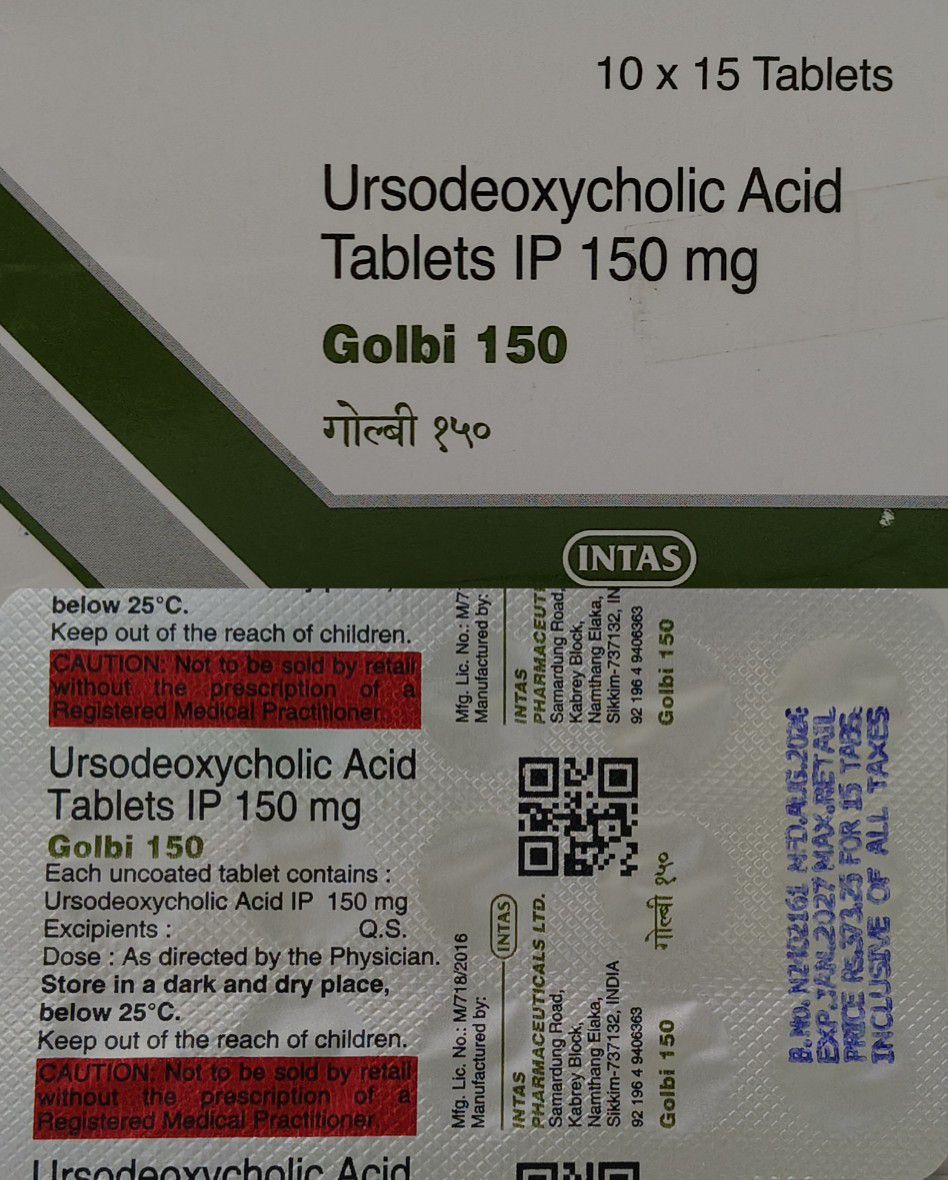 10 x 15 Tablets
Ursodeoxycholic Acid
Tablets IP 150 mg
Golbi 150
गोल्बी १५०
INTAS
below 25°C.
Keep out of the reach of children.
CAUTION: Not to be sold by retail
without the prescription of a
Registered Medical Practitioner.
Ursodeoxycholic Acid
Tablets IP 150 mg
Golbi 150
Each uncoated tablet contains :
Ursodeoxycholic Acid IP 150 mg
Excipients : Q.S.
Dose : As directed by the Physician.
Store in a dark and dry place,
below 25°C.
Keep out of the reach of children.
CAUTION: Not to be sold by retail
without the prescription of a
Registered Medical Practitioner.
Ursodeoxycholic Acid
Mfg. Lic. No.: M/7
Manufactured by:
INTAS
PHARMACEUTI
Samardung Road,
Kabrey Block,
Namthang Elaka,
Sikkim-737132, IN
92 196 4 9406363
Golbi 150
Mfg. Lic. No.: M/718/2016
Manufactured by:
INTAS
INTAS
PHARMACEUTICALS LTD.
Samardung Road,
Kabrey Block,
Namthang Elaka,
Sikkim-737132, INDIA
92 196 4 9406363
Golbi 150
गोल्बी १५०
B.NO. N2402161 MFD.AUG.2024
EXP.JAN.2027 MAX.RETAIL
PRICE RS.373.25 FOR 15 TABS.
INCLUSIVE OF ALL TAXES